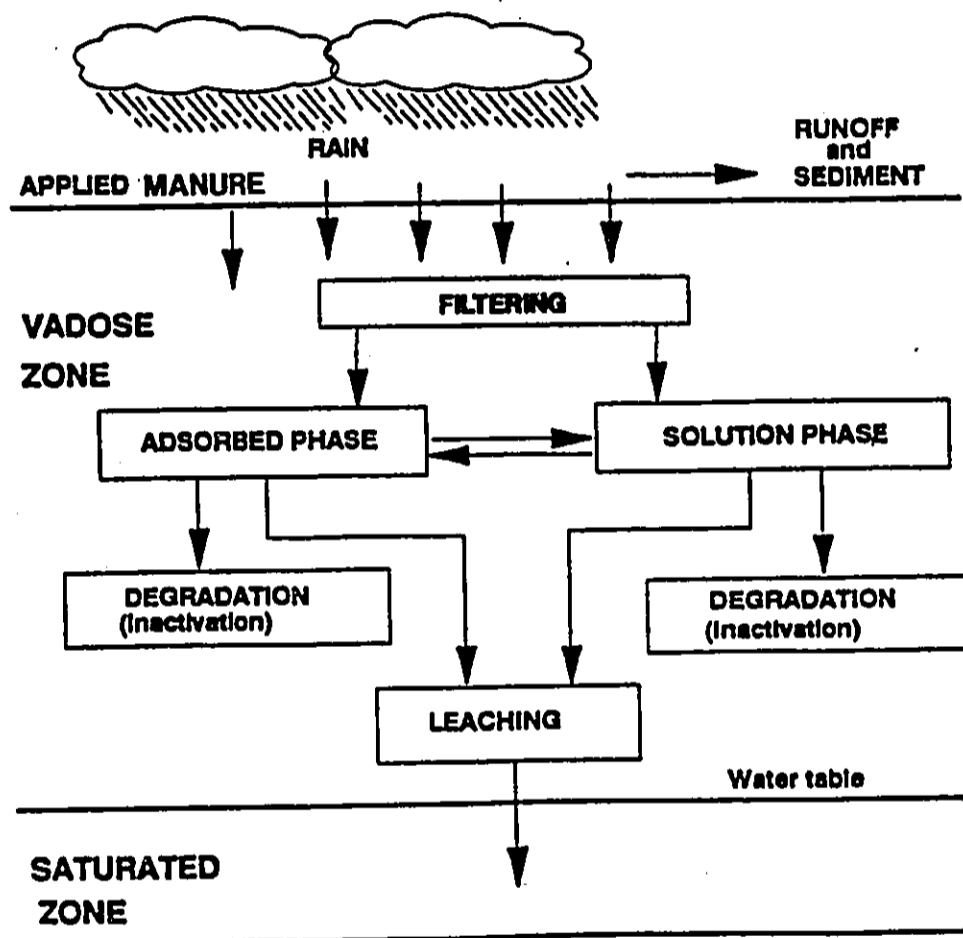 RAIN
RUNOFF
and
SEDIMENT
APPLIED MANURE
FILTERING
VADOSE
ZONE
ADSORBED PHASE
SOLUTION PHASE
DEGRADATION
(Inactivation)
DEGRADATION
(Inactivation)
LEACHING
Water table
SATURATED
ZONE